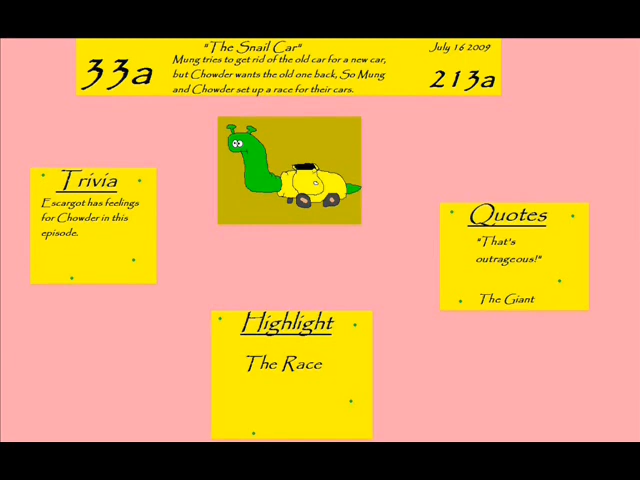 33a
"The Snail Car"
Mung tries to get rid of the old car for a new car,
but Chowder wants the old one back, So Mung
and Chowder set up a race for their cars.
July 16 2009
213a
Trivia
Escargot has feelings
for Chowder in this
episode.
Quotes
"That's
outrageous!"
The Giant
Highlight
The Race